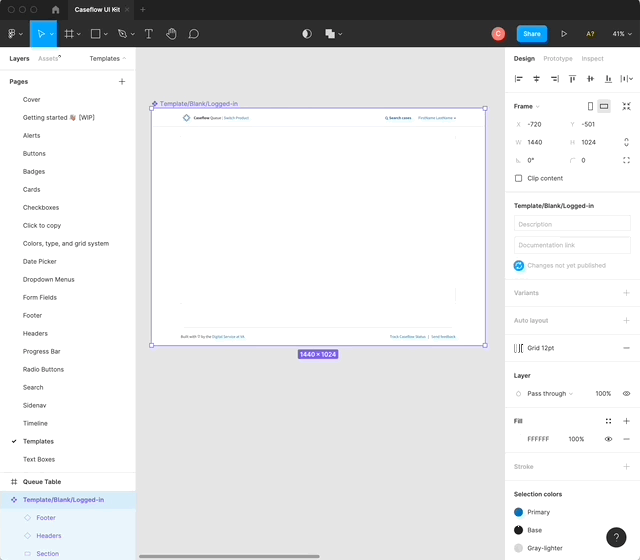 Caseflow UI Kit
Share
C
A?
41%
Layers
Assets
Templates
Pages
Cover
Getting started 👋🏽 [WIP]
Alerts
Buttons
Badges
Cards
Checkboxes
Click to copy
Colors, type, and grid system
Date Picker
Dropdown Menus
Form Fields
Footer
Headers
Progress Bar
Radio Buttons
Search
Sidenav
Timeline
Templates
Text Boxes
Queue Table
Template/Blank/Logged-in
Footer
Headers
Section
Template/Blank/Logged-in
Caseflow Queue | Switch Product
Search cases
FirstName LastName
Built with ♡ by the Digital Service at VA
Track Caseflow Status | Send feedback
1440 × 1024
Design
Prototype
Inspect
Frame
X -720
Y -501
W 1440
H 1024
0°
0
Clip content
Template/Blank/Logged-in
Description
Documentation link
Changes not yet published
Variants
Auto layout
Grid 12pt
Layer
Pass through
100%
Fill
FFFFFF
100%
Stroke
Selection colors
Primary
Base
Gray-lighter
?